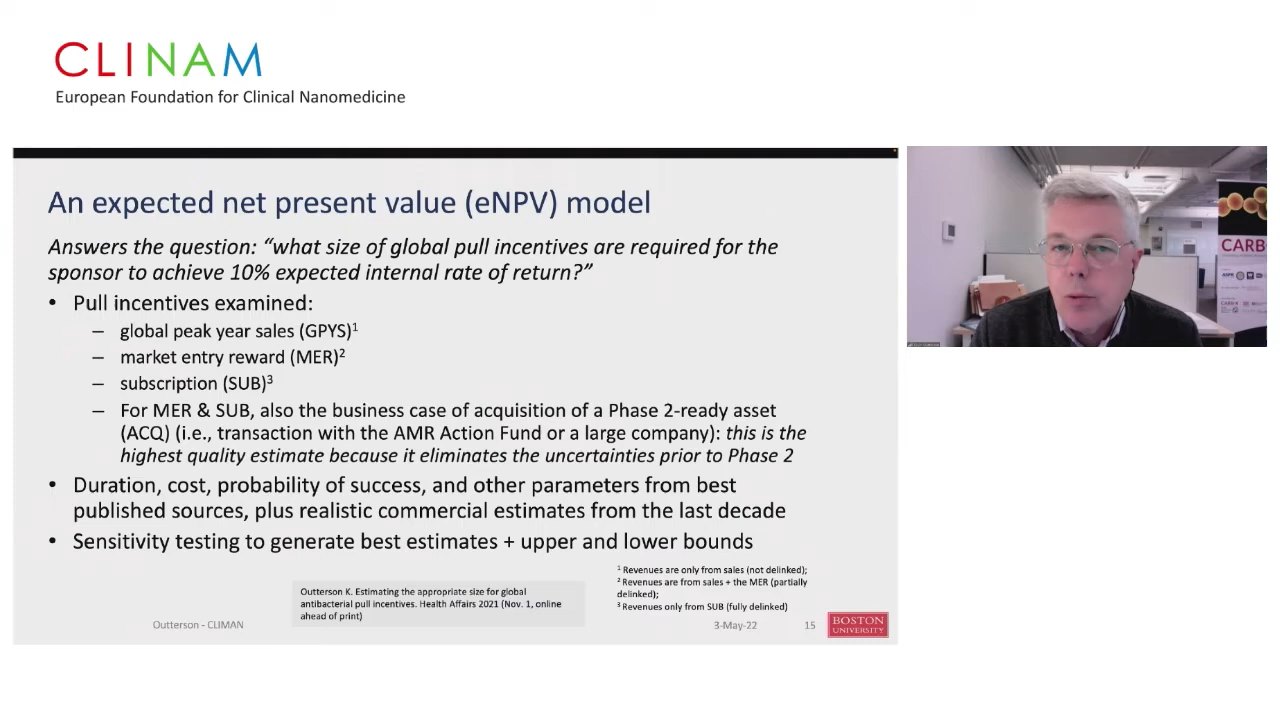 CLINAM
European Foundation for Clinical Nanomedicine
An expected net present value (eNPV) model
Answers the question: “what size of global pull incentives are required for the
sponsor to achieve 10% expected internal rate of return?”
• Pull incentives examined:
– global peak year sales (GPYS)¹
– market entry reward (MER)²
– subscription (SUB)³
– For MER & SUB, also the business case of acquisition of a Phase 2-ready asset
(ACQ) (i.e., transaction with the AMR Action Fund or a large company): this is the
highest quality estimate because it eliminates the uncertainties prior to Phase 2
• Duration, cost, probability of success, and other parameters from best
published sources, plus realistic commercial estimates from the last decade
• Sensitivity testing to generate best estimates + upper and lower bounds
¹ Revenues are only from sales (not delinked);
² Revenues are from sales + the MER (partially
delinked);
³ Revenues only from SUB (fully delinked)
Outterson K. Estimating the appropriate size for global
antibacterial pull incentives. Health Affairs 2021 (Nov. 1, online
ahead of print)
Outterson - CLIMAN
3-May-22
15
BOSTON
UNIVERSITY
CARB